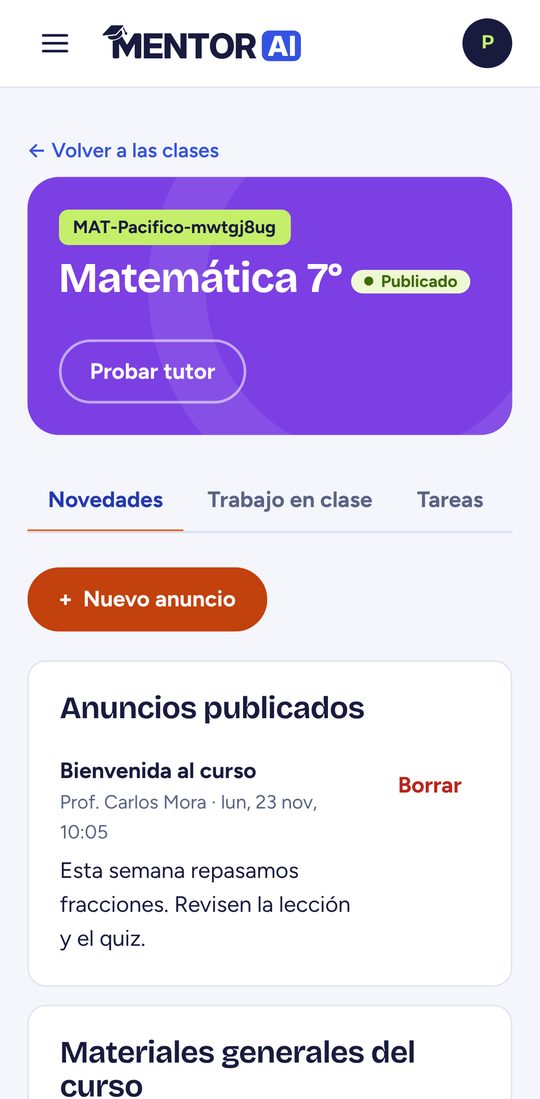 MENTOR AI
P
← Volver a las clases
MAT-Pacifico-mwtgj8ug
Matemática 7° Publicado
Probar tutor
Novedades Trabajo en clase Tareas
+ Nuevo anuncio
Anuncios publicados
Bienvenida al curso
Prof. Carlos Mora · lun, 23 nov,
10:05
Borrar
Esta semana repasamos
fracciones. Revisen la lección
y el quiz.
Materiales generales del
curso